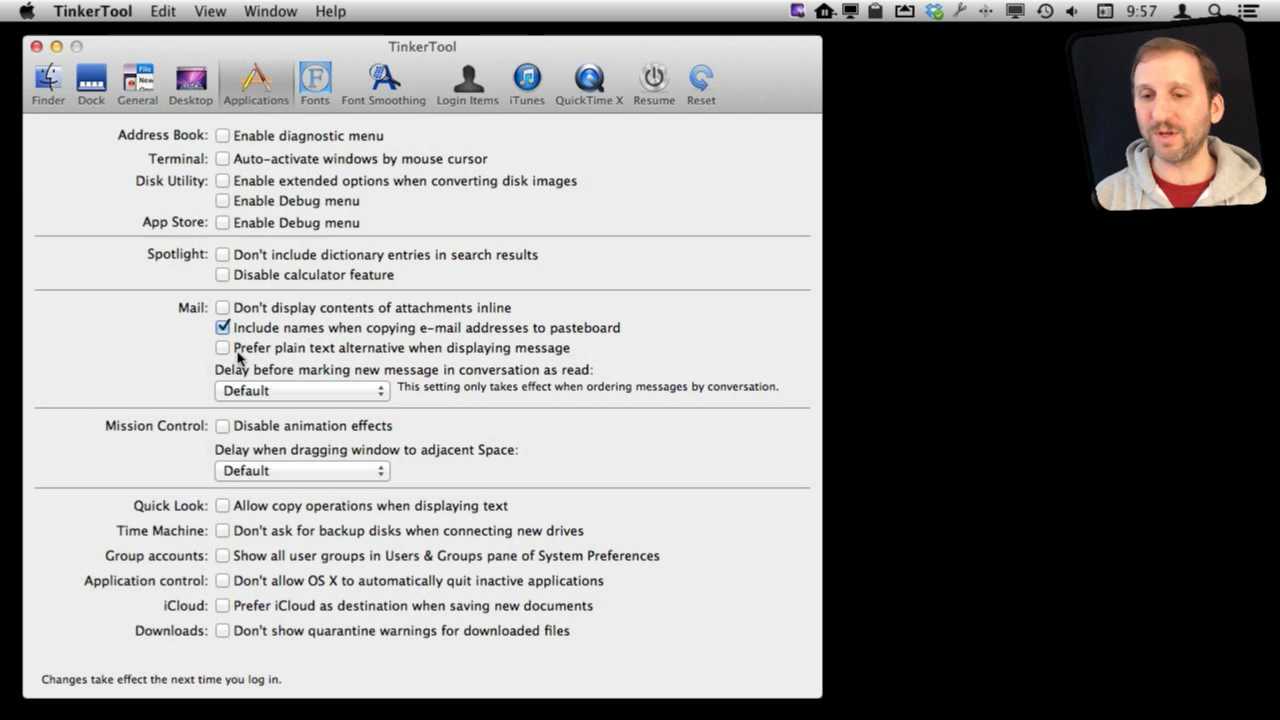 TinkerTool Edit View Window Help 9:57
TinkerTool
Finder Dock General Desktop Applications Fonts Font Smoothing Login Items iTunes QuickTime X Resume Reset
Address Book: Enable diagnostic menu
Terminal: Auto-activate windows by mouse cursor
Disk Utility: Enable extended options when converting disk images
Enable Debug menu
App Store: Enable Debug menu
Spotlight: Don't include dictionary entries in search results
Disable calculator feature
Mail: Don't display contents of attachments inline
Include names when copying e-mail addresses to pasteboard
Prefer plain text alternative when displaying message
Delay before marking new message in conversation as read:
Default This setting only takes effect when ordering messages by conversation.
Mission Control: Disable animation effects
Delay when dragging window to adjacent Space:
Default
Quick Look: Allow copy operations when displaying text
Time Machine: Don't ask for backup disks when connecting new drives
Group accounts: Show all user groups in Users & Groups pane of System Preferences
Application control: Don't allow OS X to automatically quit inactive applications
iCloud: Prefer iCloud as destination when saving new documents
Downloads: Don't show quarantine warnings for downloaded files
Changes take effect the next time you log in.